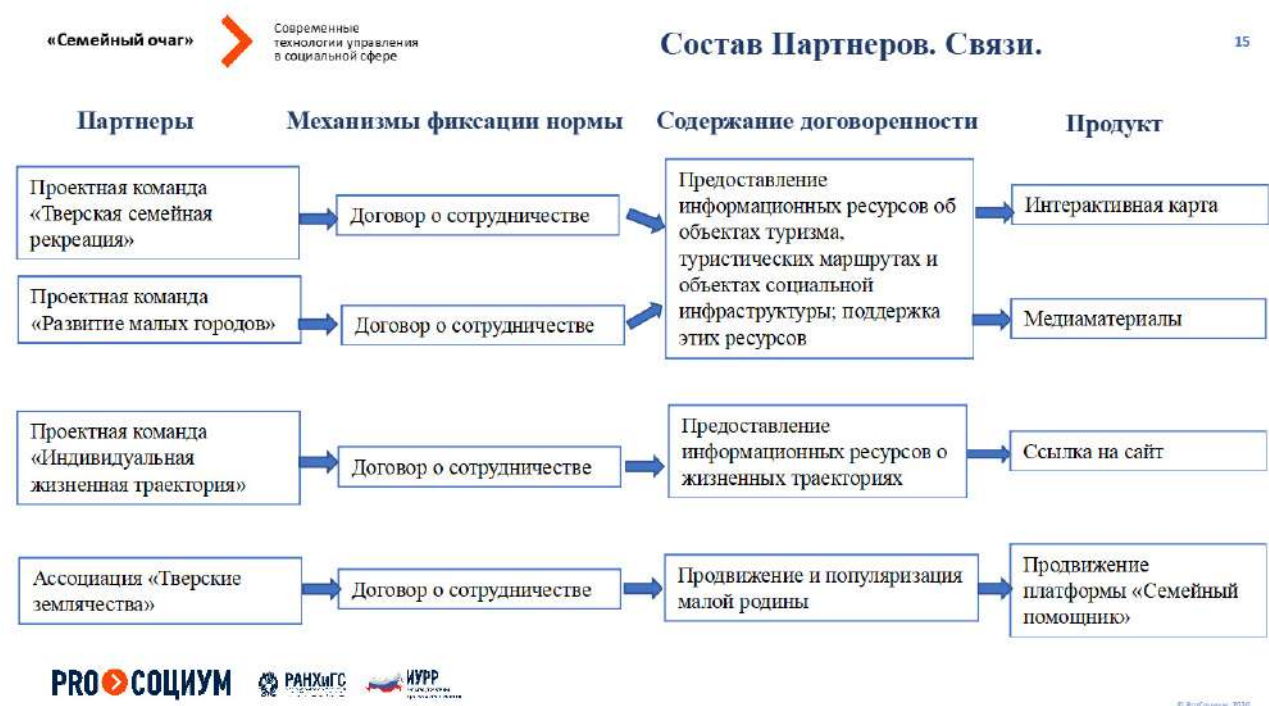 «Семейный очаг»
Современные
технологии управления
в социальной сфере
Состав Партнеров. Связи.
15
Партнеры
Механизмы фиксации нормы
Содержание договоренности
Продукт
Проектная команда
«Тверская семейная
рекреация»
Договор о сотрудничестве
Предоставление
информационных ресурсов об
объектах туризма,
туристических маршрутах и
объектах социальной
инфраструктуры; поддержка
этих ресурсов
Интерактивная карта
Проектная команда
«Развитие малых городов»
Договор о сотрудничестве
Медиаматериалы
Проектная команда
«Индивидуальная
жизненная траектория»
Договор о сотрудничестве
Предоставление
информационных ресурсов о
жизненных траекториях
Ссылка на сайт
Ассоциация «Тверские
землячества»
Договор о сотрудничестве
Продвижение и популяризация
малой родины
Продвижение
платформы «Семейный
помощник»
PRO СОЦИУМ
РАНХиГС
ИУРР